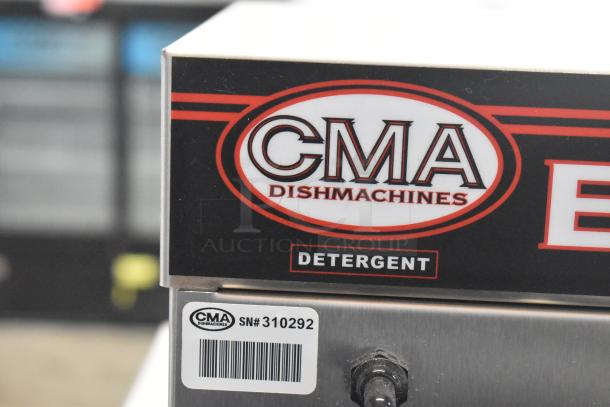 CMA
DISHMACHINES
E
AUCTION GROUP
DETERGENT
CMA
DISHMACHINES
SN# 310292